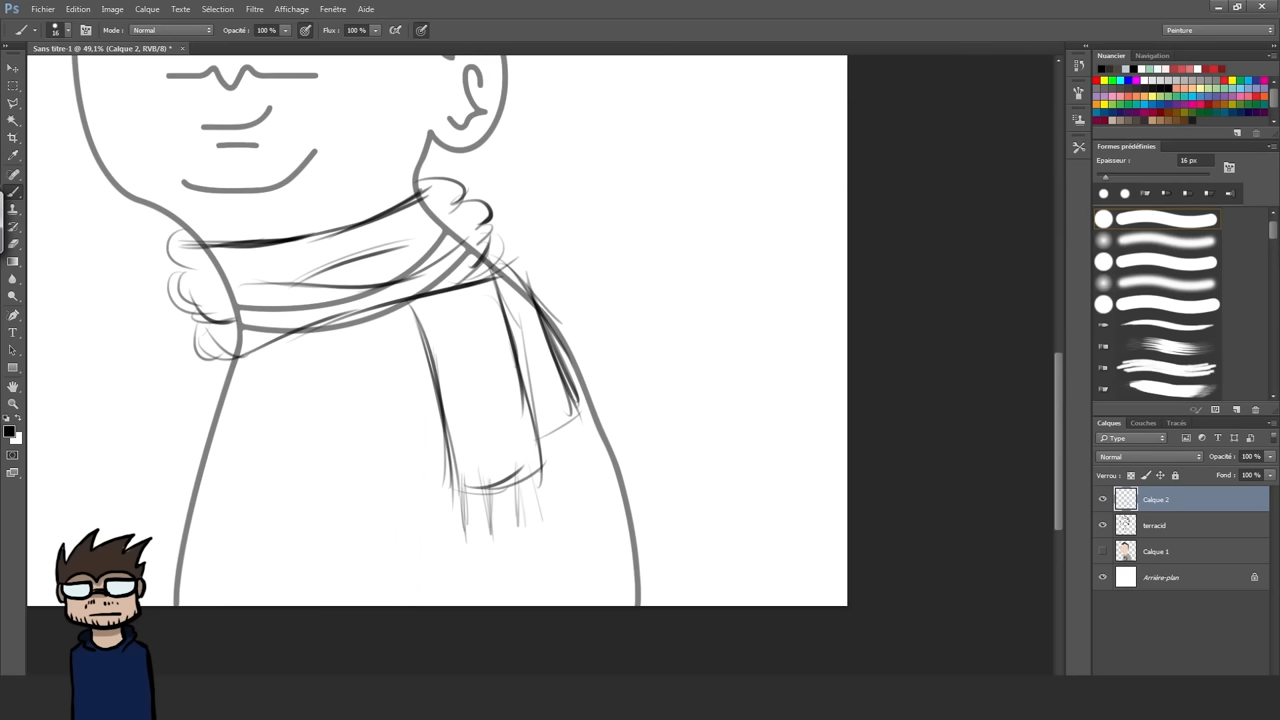 Ps Fichier Edition Image Calque Texte Sélection Filtre Affichage Fenêtre Aide
16 Mode : Normal Opacité : 100 % Flux : 100 % Peinture
Sans titre-1 @ 49,1% (Calque 2, RVB/8) * ×
Nuancier Navigation
Formes prédéfinies
Epaisseur : 16 px
Calques Couches Tracés
Type
Normal Opacité : 100 %
Verrou : Fond : 100 %
Calque 2
terracid
Calque 1
Arrière-plan